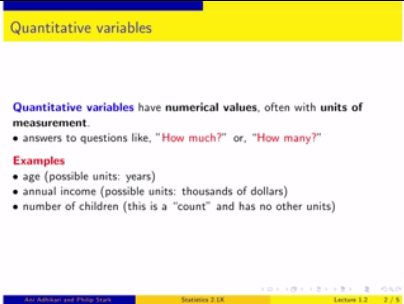 Quantitative variables
Quantitative variables have numerical values, often with units of
measurement.
• answers to questions like, "How much?" or, "How many?"
Examples
• age (possible units: years)
• annual income (possible units: thousands of dollars)
• number of children (this is a "count" and has no other units)
Ani Adhikari and Philip Stark Statistics 2.1X Lecture 1.2 2 / 5